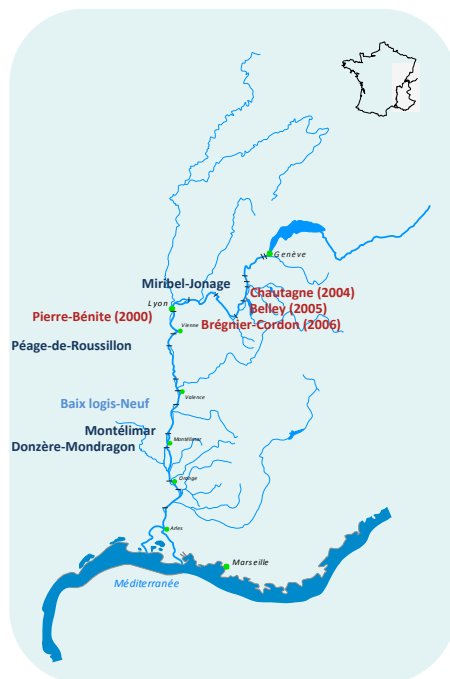 Genève
Miribel-Jonage
Chautagne (2004)
Lyon
Belley (2005)
Pierre-Bénite (2000)
Brégnier-Cordon (2006)
Vienne
Péage-de-Roussillon
Valence
Baix logis-Neuf
Montélimar
Montélimar
Donzère-Mondragon
Orange
Arles
Marseille
Méditerranée